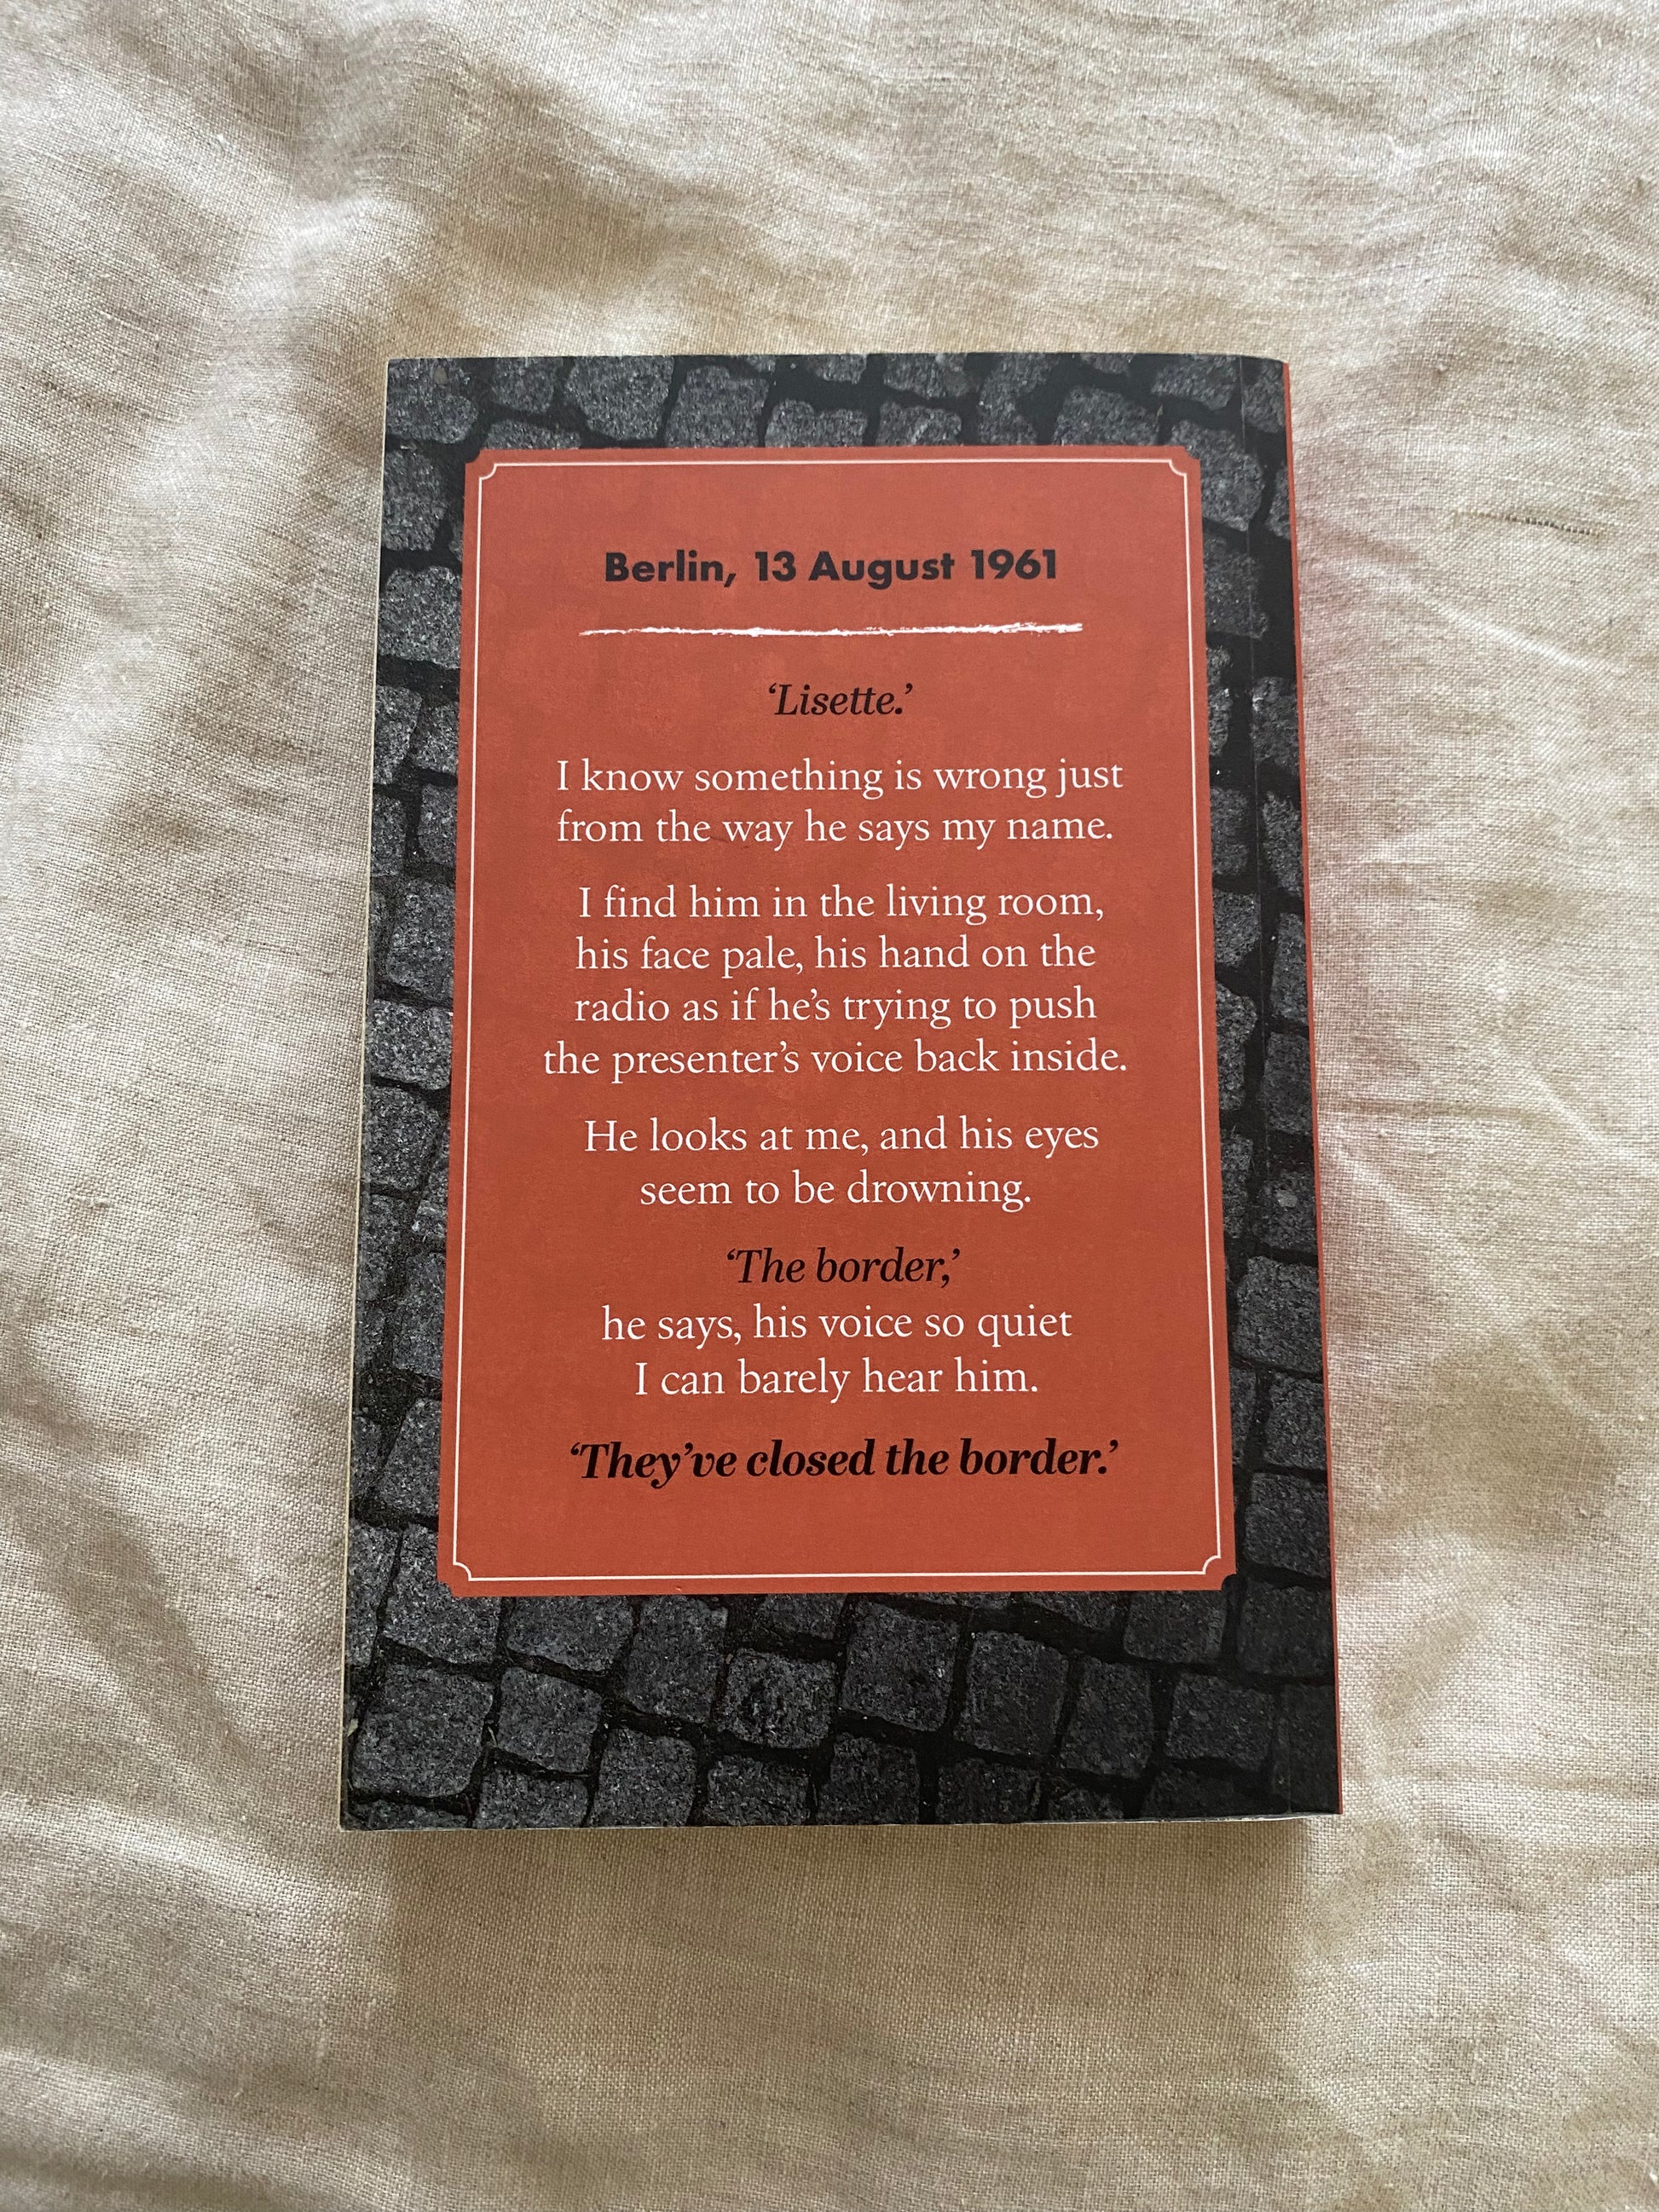 Berlin, 13 August 1961
‘Lisette.’
I know something is wrong just
from the way he says my name.
I find him in the living room,
his face pale, his hand on the
radio as if he’s trying to push
the presenter’s voice back inside.
He looks at me, and his eyes
seem to be drowning.
‘The border,’
he says, his voice so quiet
I can barely hear him.
‘They’ve closed the border.’